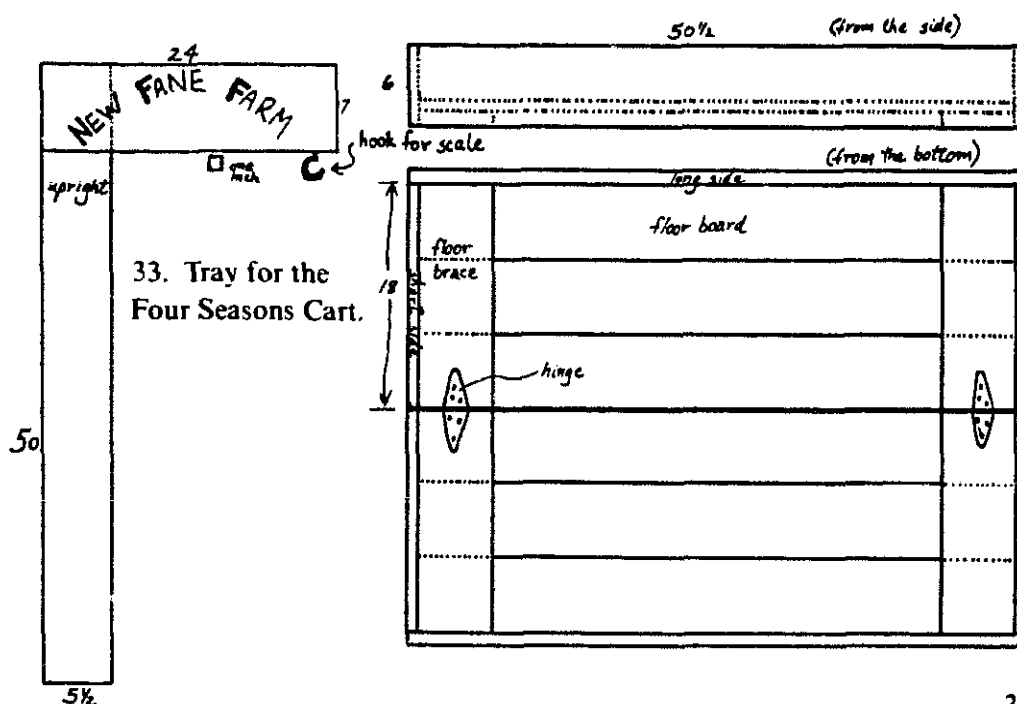 24
NEW FANE FARM
7
hook for scale
one inch
upright
50
5½
33. Tray for the
Four Seasons Cart.
50½ (from the side)
6
(from the bottom)
long side
floor board
floor
brace
18
hinge
2